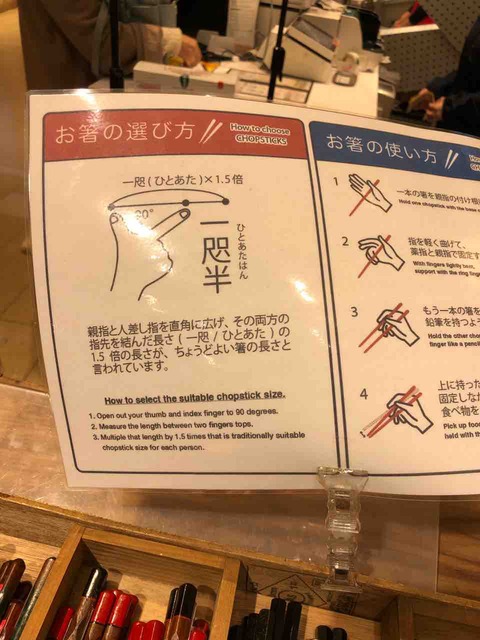 お箸の選び方
How to choose
CHOPSTICKS
一咫(ひとあた)×1.5倍
90°
一咫半
ひとあたはん
親指と人差し指を直角に広げ、その両方の
指先を結んだ長さ(一咫/ひとあた)の
1.5倍の長さが、ちょうどよい箸の長さと
言われています。
How to select the suitable chopstick size.
1. Open out your thumb and index finger to 90 degrees.
2. Measure the length between two fingers tops.
3. Multiple that length by 1.5 times that is traditionally suitable
chopstick size for each person.
お箸の使い方
1
一本の箸を親指の付け根
Hold one chopstick with the base
2
指を軽く曲げて、
薬指と親指で固定す
With fingers lightly bent,
support with the ring finger
3
もう一本の箸を
鉛筆を持つよう
Hold the other chop
finger like a pencil
4
上に持った
固定しな
食べ物を
Pick up food
held with th